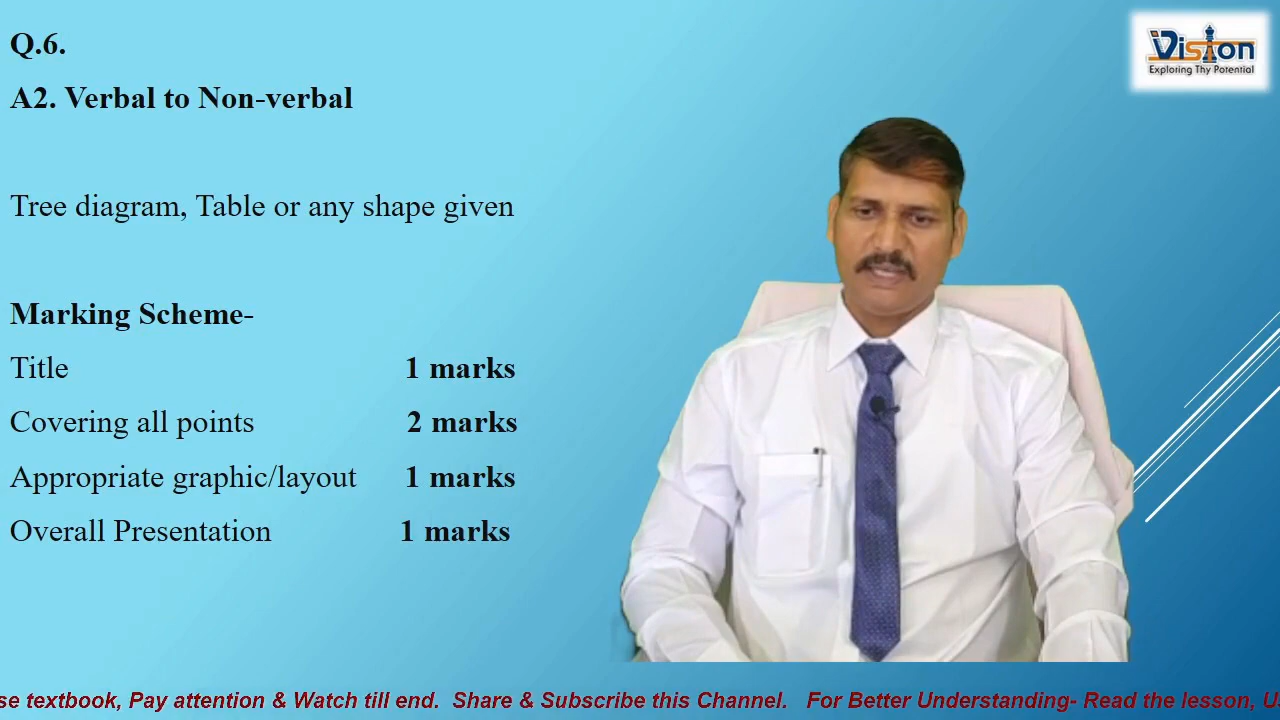 Q.6.
A2. Verbal to Non-verbal
Tree diagram, Table or any shape given
Marking Scheme-
Title 1 marks
Covering all points 2 marks
Appropriate graphic/layout 1 marks
Overall Presentation 1 marks
Vision
Exploring Thy Potential
se textbook, Pay attention & Watch till end. Share & Subscribe this Channel. For Better Understanding- Read the lesson, U